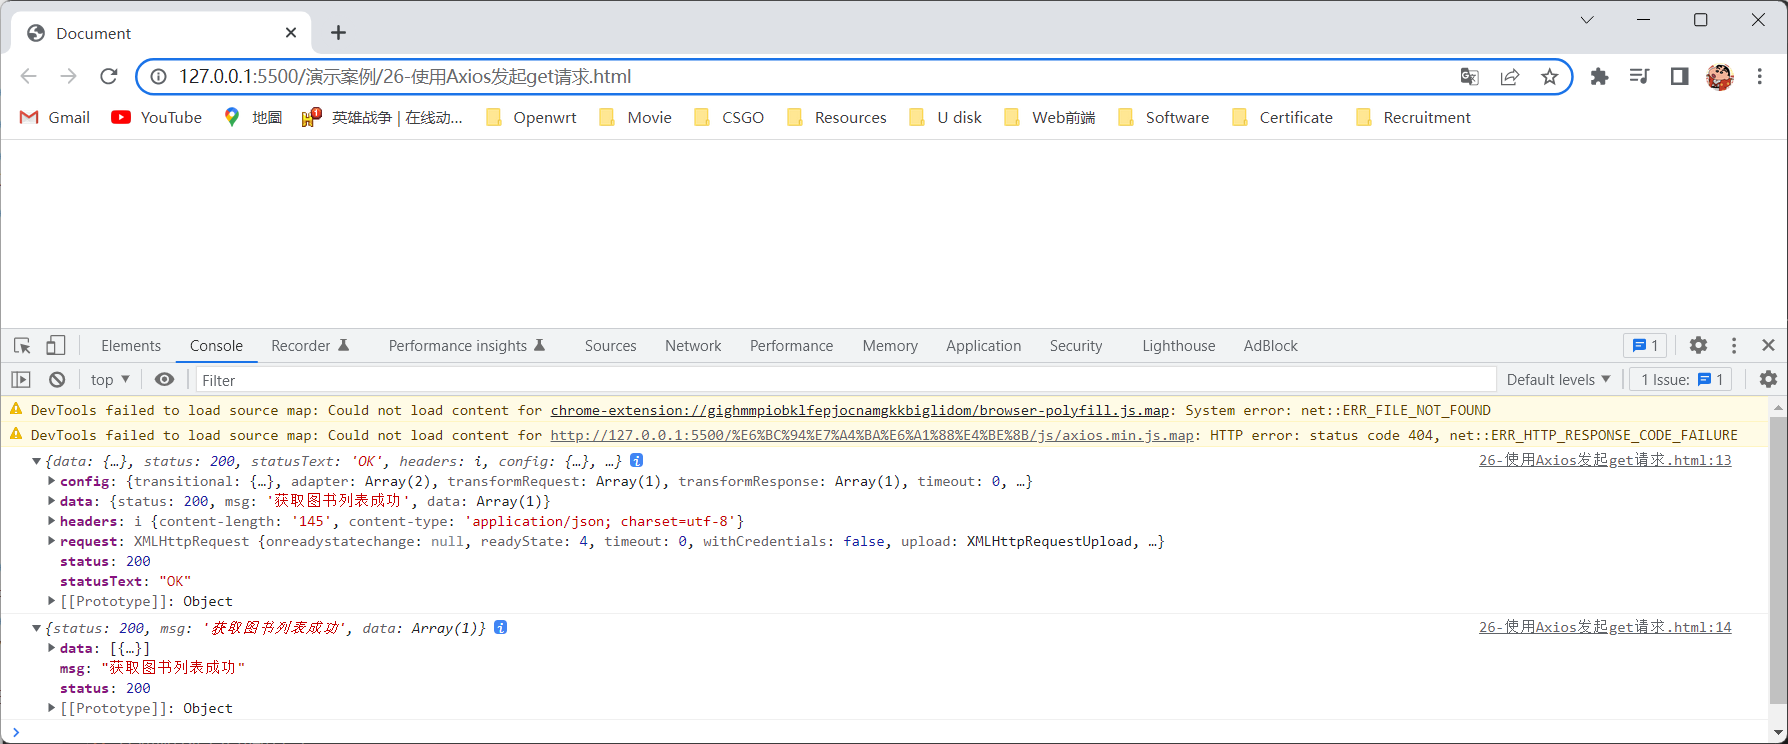 Document
127.0.0.1:5500/演示案例/26-使用Axios发起get请求.html
Gmail YouTube 地圖 英雄战争 | 在线动... Openwrt Movie CSGO Resources U disk Web前端 Software Certificate Recruitment
Elements Console Recorder Performance insights Sources Network Performance Memory Application Security Lighthouse AdBlock 1
top Filter Default levels 1 Issue: 1
DevTools failed to load source map: Could not load content for chrome-extension://gighmmpiobklfepjocnamgkkbiglidom/browser-polyfill.js.map: System error: net::ERR_FILE_NOT_FOUND
DevTools failed to load source map: Could not load content for http://127.0.0.1:5500/%E6%BC%94%E7%A4%BA%E6%A1%88%E4%BE%8B/js/axios.min.js.map: HTTP error: status code 404, net::ERR_HTTP_RESPONSE_CODE_FAILURE
{data: {…}, status: 200, statusText: 'OK', headers: i, config: {…}, …} 26-使用Axios发起get请求.html:13
config: {transitional: {…}, adapter: Array(2), transformRequest: Array(1), transformResponse: Array(1), timeout: 0, …}
data: {status: 200, msg: '获取图书列表成功', data: Array(1)}
headers: i {content-length: '145', content-type: 'application/json; charset=utf-8'}
request: XMLHttpRequest {onreadystatechange: null, readyState: 4, timeout: 0, withCredentials: false, upload: XMLHttpRequestUpload, …}
status: 200
statusText: "OK"
[[Prototype]]: Object
{status: 200, msg: '获取图书列表成功', data: Array(1)} 26-使用Axios发起get请求.html:14
data: [{…}]
msg: "获取图书列表成功"
status: 200
[[Prototype]]: Object